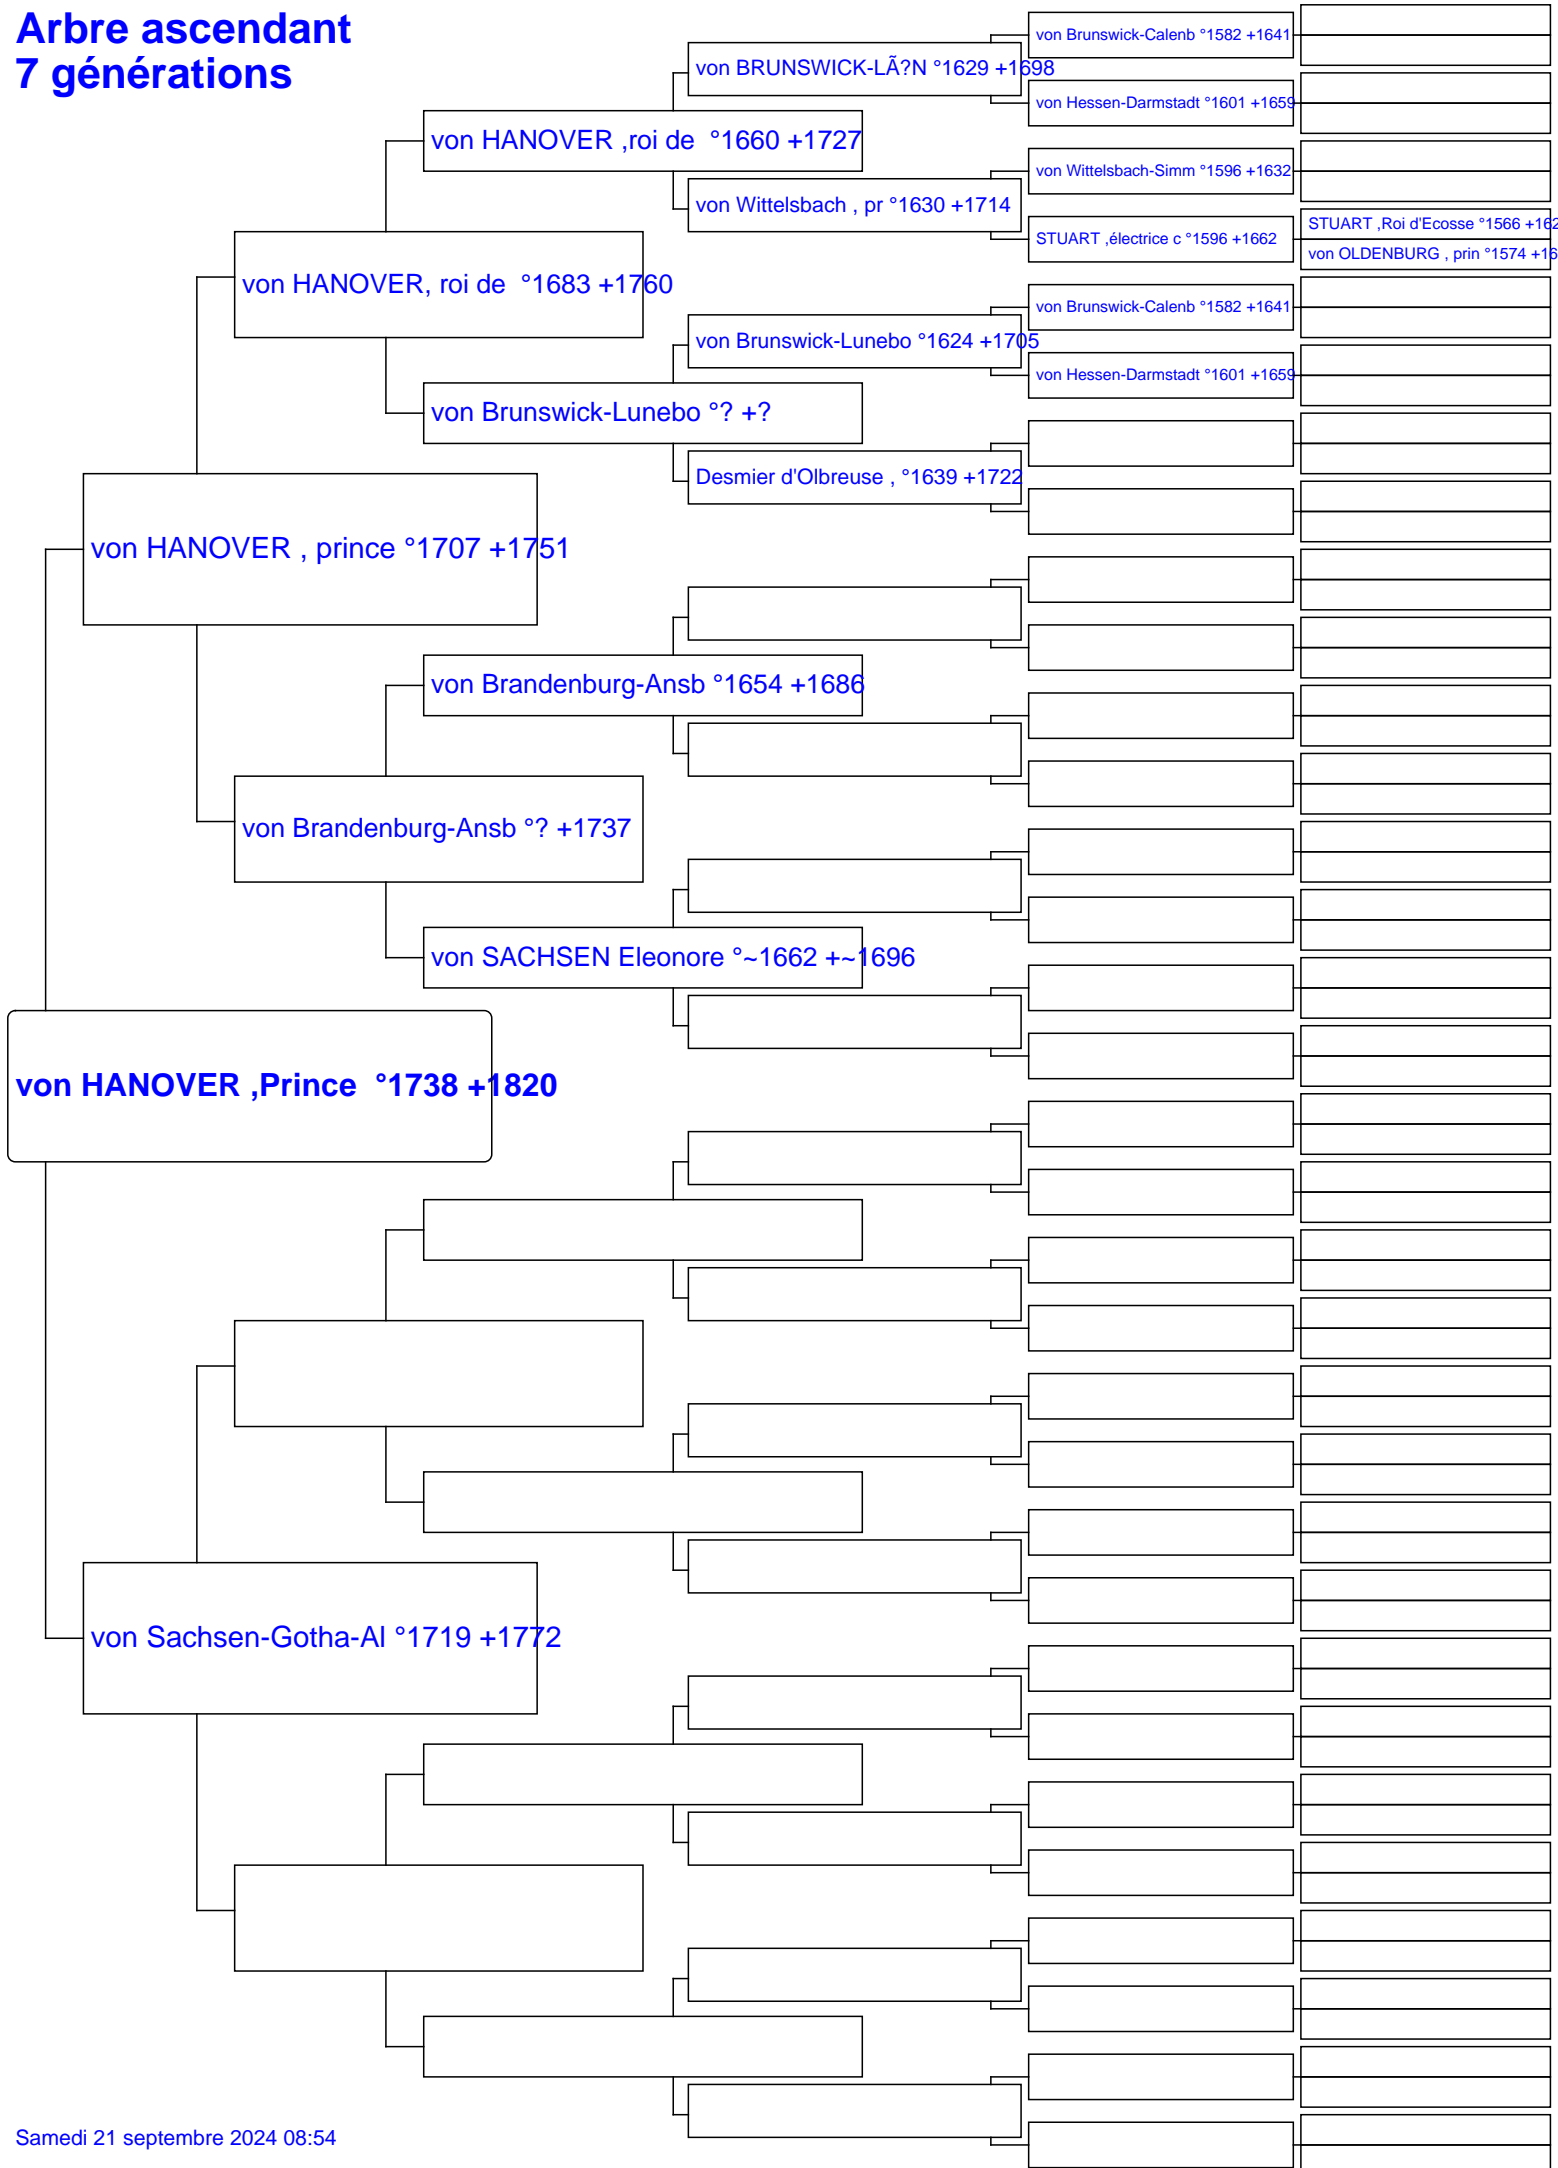 Arbre ascendant
7 générations
von Brunswick-Calenb °1582 +1641
von BRUNSWICK-LÃ?N °1629 +1698
von Hessen-Darmstadt °1601 +1659
von HANOVER ,roi de  °1660 +1727
von Wittelsbach-Simm °1596 +1632
von Wittelsbach , pr °1630 +1714
STUART ,Roi d'Ecosse °1566 +162
STUART ,électrice c °1596 +1662
von OLDENBURG , prin °1574 +16
von HANOVER, roi de  °1683 +1760
von Brunswick-Calenb °1582 +1641
von Brunswick-Lunebo °1624 +1705
von Hessen-Darmstadt °1601 +1659
von Brunswick-Lunebo °? +?
Desmier d'Olbreuse , °1639 +1722
von HANOVER , prince °1707 +1751
von Brandenburg-Ansb °1654 +1686
von Brandenburg-Ansb °? +1737
von SACHSEN Eleonore °~1662 +~1696
von HANOVER ,Prince  °1738 +1820
von Sachsen-Gotha-Al °1719 +1772
Samedi 21 septembre 2024 08:54